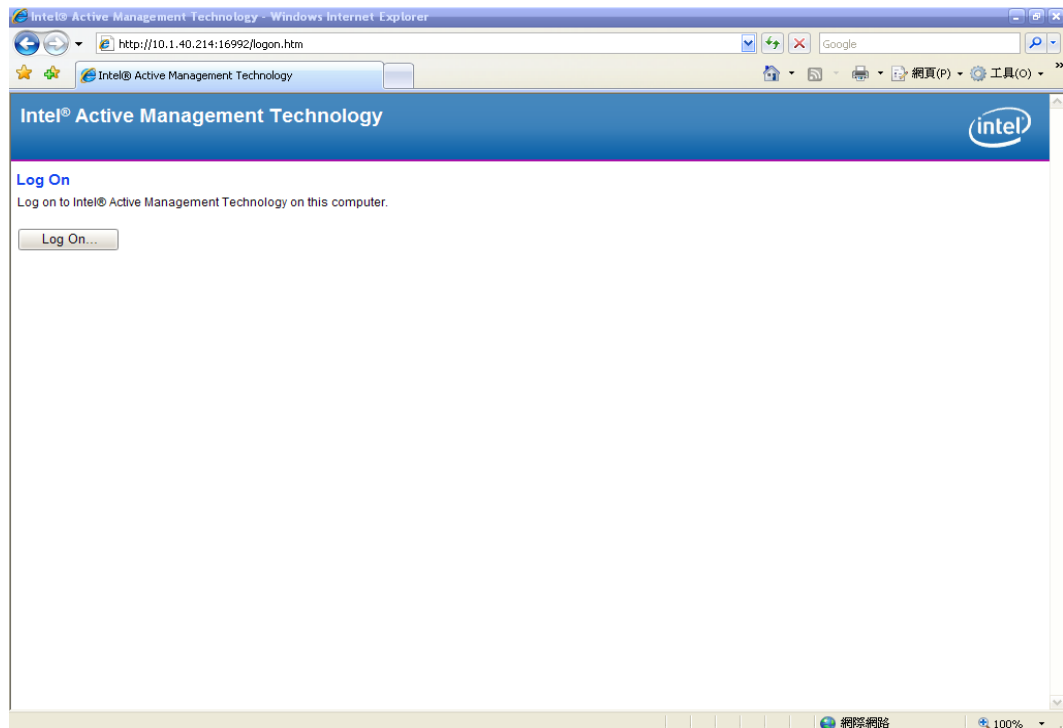 Intel® Active Management Technology - Windows Internet Explorer
http://10.1.40.214:16992/logon.htm
Google
Intel® Active Management Technology
網頁(P)
工具(O)
»
Intel® Active Management Technology
intel
Log On
Log on to Intel® Active Management Technology on this computer.
Log On...
網際網路
100%